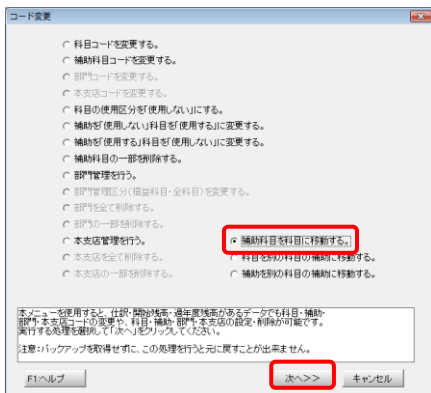 コード変更
科目コードを変更する。
補助科目コードを変更する。
部門コードを変更する。
本支店コードを変更する。
科目の使用区分を｢使用しない｣にする。
補助を｢使用しない｣科目を｢使用する｣に変更する。
補助を｢使用する｣科目を｢使用しない｣に変更する。
補助科目の一部を削除する。
部門管理を行う。
部門管理区分(損益科目・全科目)を変更する。
部門を全て削除する。
部門の一部を削除する。
本支店管理を行う。
本支店を全て削除する。
本支店の一部を削除する。
補助科目を科目に移動する。
科目を別の科目の補助に移動する。
補助を別の科目の補助に移動する。
本メニューを使用すると、仕訳・開始残高・過年度残高があるデータでも科目・補助・
部門・本支店コードの変更や、科目・補助・部門・本支店の設定・削除が可能です。
実行する処理を選択して｢次へ｣をクリックしてください。
注意:バックアップを取得せずに、この処理を行うと元に戻すことが出来ません。
F1:ヘルプ
次へ>>
キャンセル